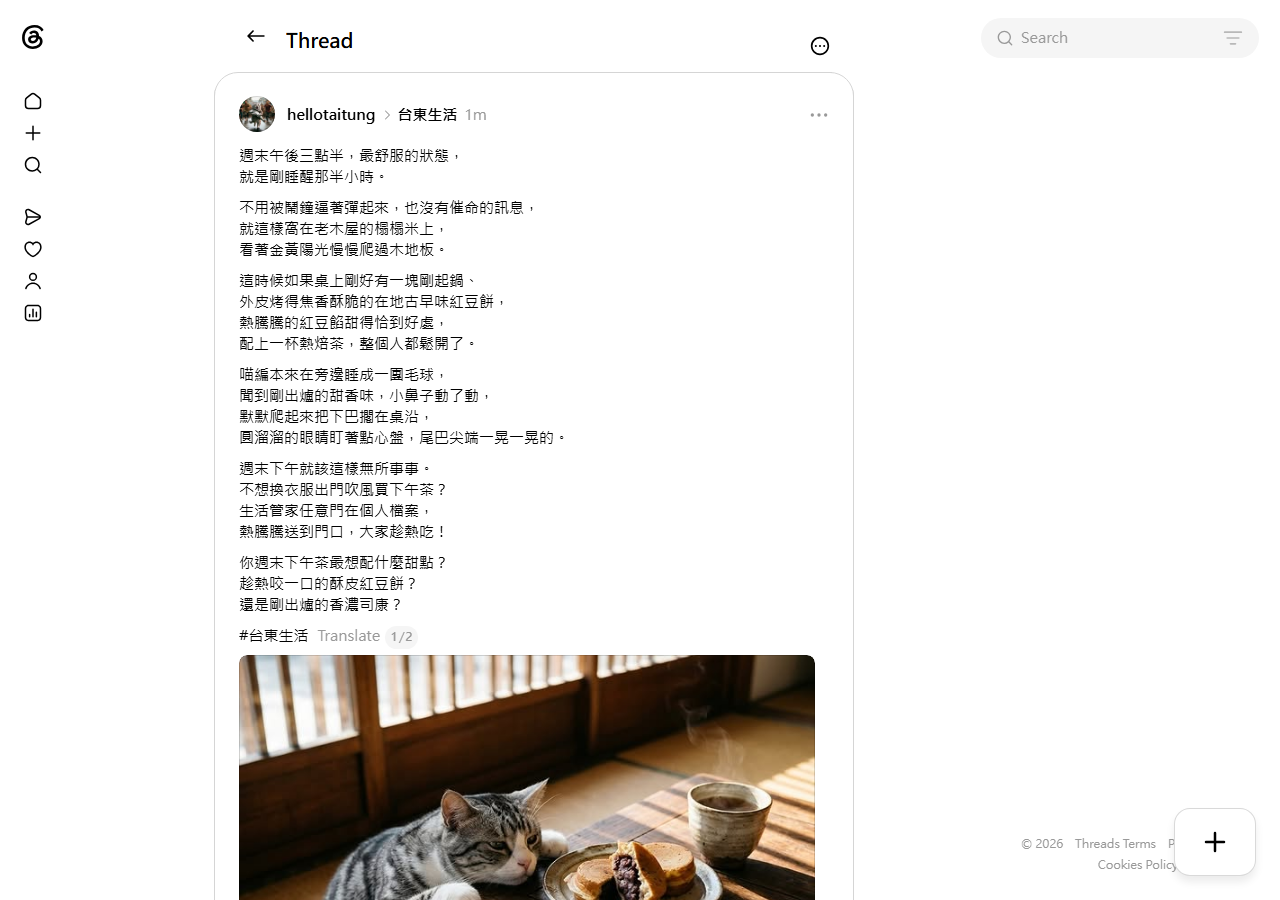 Thread
Search
hellotaitung
台東生活
1m
週末午後三點半，最舒服的狀態，
就是剛睡醒那半小時。
不用被鬧鐘逼著彈起來，也沒有催命的訊息，
就這樣窩在老木屋的榻榻米上，
看著金黃陽光慢慢爬過木地板。
這時候如果桌上剛好有一塊剛起鍋、
外皮烤得焦香酥脆的在地古早味紅豆餅，
熱騰騰的紅豆餡甜得恰到好處，
配上一杯熱焙茶，整個人都鬆開了。
喵編本來在旁邊睡成一團毛球，
聞到剛出爐的甜香味，小鼻子動了動，
默默爬起來把下巴擱在桌沿，
圓溜溜的眼睛盯著點心盤，尾巴尖端一晃一晃的。
週末下午就該這樣無所事事。
不想換衣服出門吹風買下午茶？
生活管家任意門在個人檔案，
熱騰騰送到門口，大家趁熱吃！
你週末下午茶最想配什麼甜點？
趁熱咬一口的酥皮紅豆餅？
還是剛出爐的香濃司康？
#台東生活 Translate 1/2
© 2026 Threads Terms P
Cookies Policy